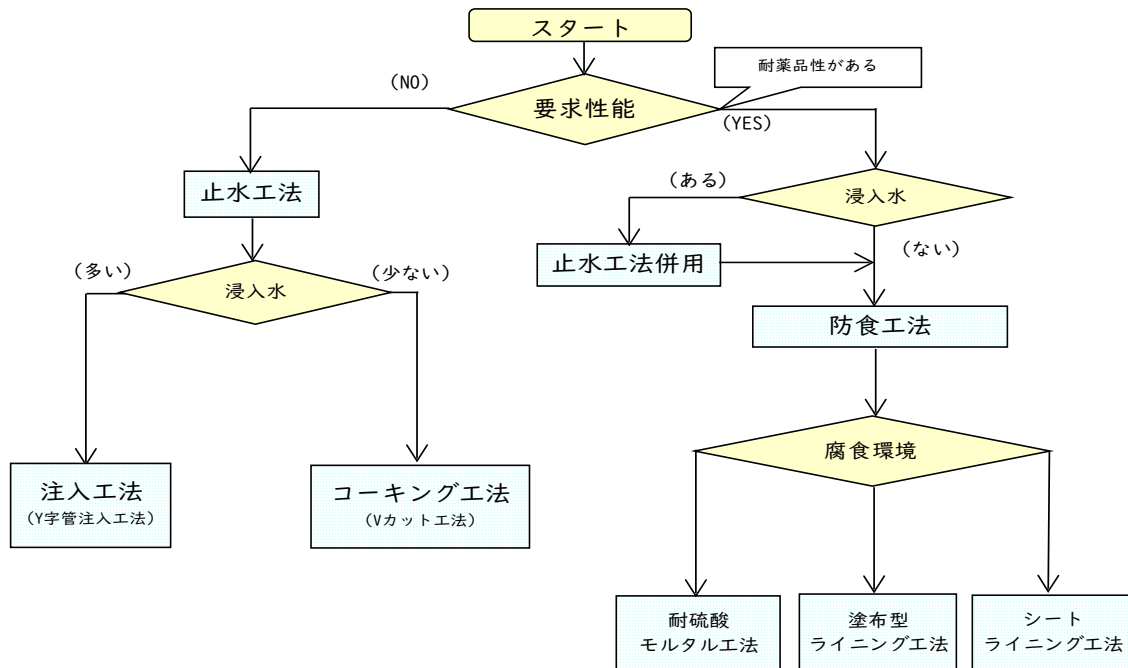 スタート
耐薬品性がある
(NO)
要求性能
(YES)
止水工法
(ある)
浸入水
(ない)
止水工法併用
(多い)
浸入水
(少ない)
防食工法
腐食環境
注入工法
(Y字管注入工法)
コーキング工法
(Vカット工法)
耐硫酸
モルタル工法
塗布型
ライニング工法
シート
ライニング工法